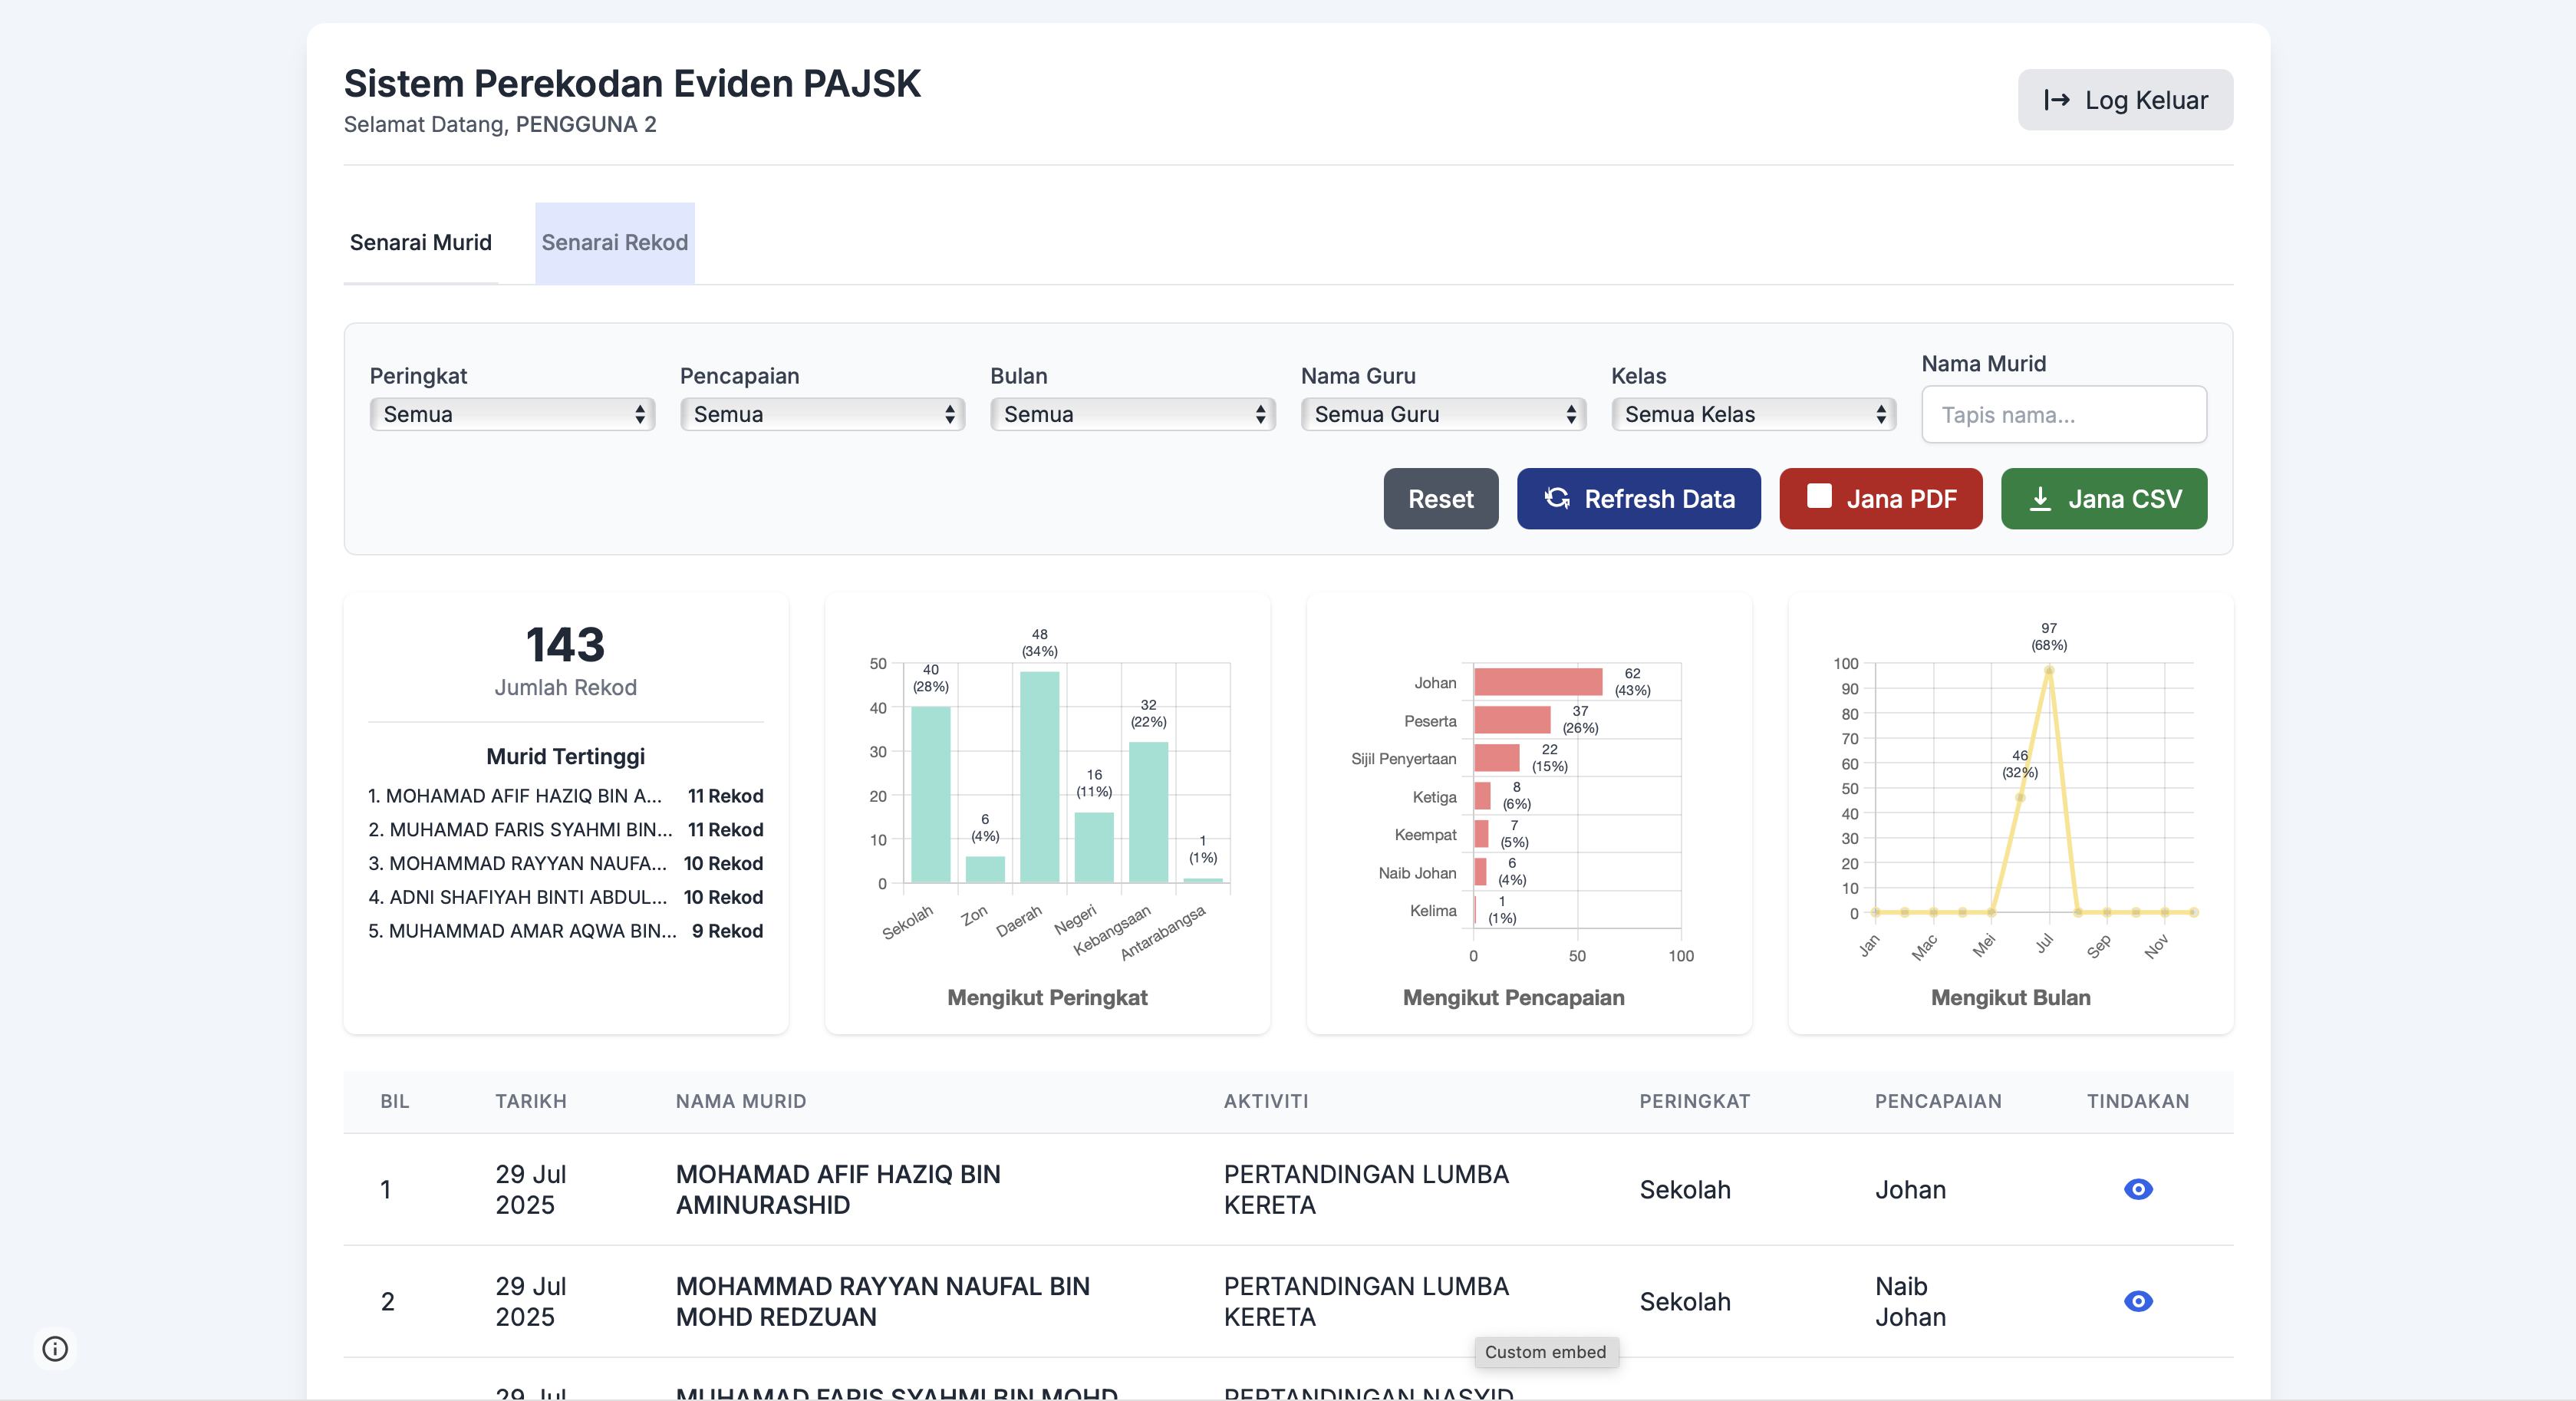 Sistem Perekodan Eviden PAJSK
Selamat Datang, PENGGUNA 2
Log Keluar
Senarai Murid
Senarai Rekod
Peringkat
Semua
Pencapaian
Semua
Bulan
Semua
Nama Guru
Semua Guru
Kelas
Semua Kelas
Nama Murid
Tapis nama...
Reset
Refresh Data
Jana PDF
Jana CSV
143
Jumlah Rekod
Murid Tertinggi
1. MOHAMAD AFIF HAZIQ BIN A... 11 Rekod
2. MUHAMAD FARIS SYAHMI BIN... 11 Rekod
3. MOHAMMAD RAYYAN NAUFA... 10 Rekod
4. ADNI SHAFIYAH BINTI ABDUL... 10 Rekod
5. MUHAMMAD AMAR AQWA BIN... 9 Rekod
50
40
30
20
10
0
40
(28%)
6
(4%)
48
(34%)
16
(11%)
32
(22%)
1
(1%)
Sekolah
Zon
Daerah
Negeri
Kebangsaan
Antarabangsa
Mengikut Peringkat
Johan
62
(43%)
Peserta
37
(26%)
Sijil Penyertaan
22
(15%)
Ketiga
8
(6%)
Keempat
7
(5%)
Naib Johan
6
(4%)
Kelima
1
(1%)
0
50
100
Mengikut Pencapaian
97
(68%)
46
(32%)
100
90
80
70
60
50
40
30
20
10
0
Jan
Mac
Mei
Jul
Sep
Nov
Mengikut Bulan
BIL TARIKH NAMA MURID AKTIVITI PERINGKAT PENCAPAIAN TINDAKAN
1
29 Jul
2025
MOHAMAD AFIF HAZIQ BIN
AMINURASHID
PERTANDINGAN LUMBA
KERETA
Sekolah
Johan
2
29 Jul
2025
MOHAMMAD RAYYAN NAUFAL BIN
MOHD REDZUAN
PERTANDINGAN LUMBA
KERETA
Sekolah
Naib
Johan
Custom embed
29 Jul
MUHAMAD FARIS SYAHMI BIN MOHD
PERTANDINGAN NASYID